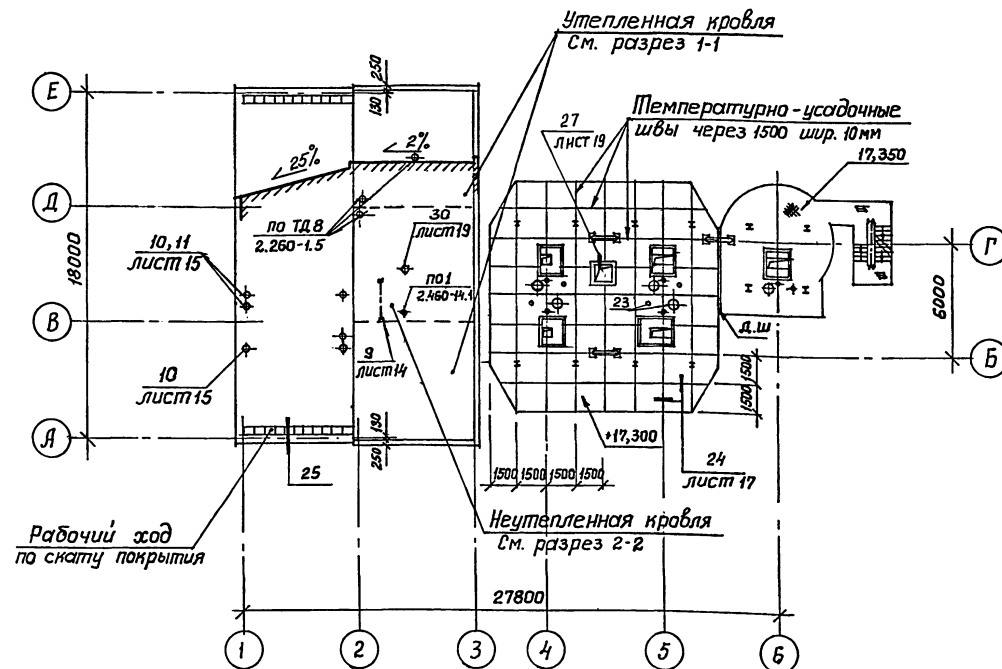 Утепленная кровля
См. разрез 1-1
Температурно-усадочные
швы через 1500 шир. 10мм
27
лист 19
17,350
Е
250
130
25%
2%
Д
по ТД 8
2.260-1.5
30
лист 19
10, 11
лист 15
18000
по 1
2.460-14.1
23
Г
6000
В
д.ш
Б
9
лист 14
10
лист 15
1500
1500
А
130
250
+17,300
25
1500
1500
1500
1500
24
лист 17
Рабочий ход
по скату покрытия
Неутепленная кровля
См. разрез 2-2
27800
1
2
3
4
5
6